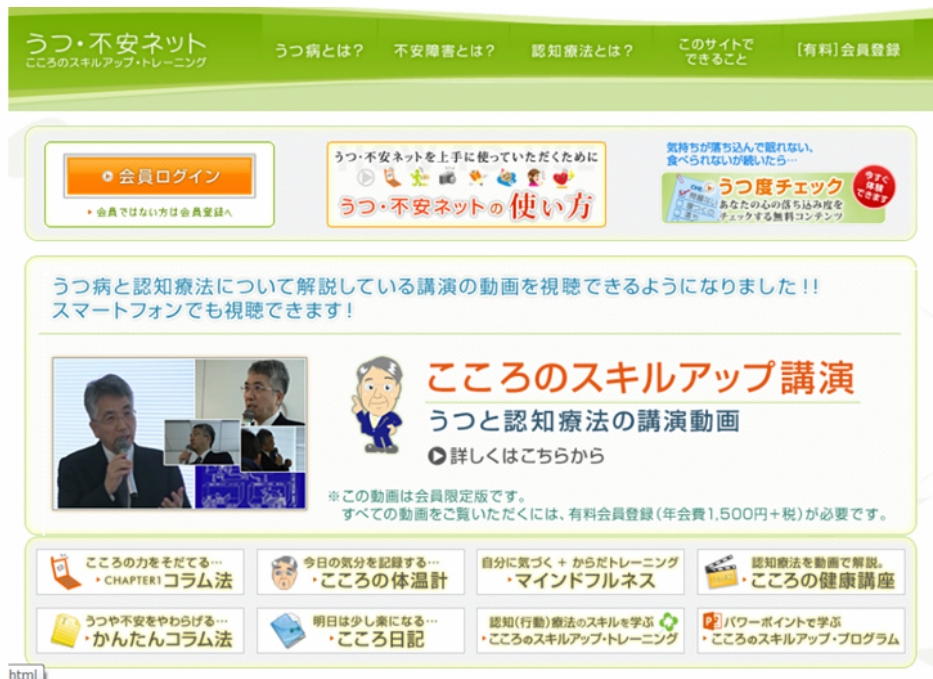 うつ・不安ネット
こころのスキルアップ・トレーニング
うつ病とは?
不安障害とは?
認知療法とは?
このサイトで
できること
[有料]会員登録
会員ログイン
会員ではない方は会員登録へ
うつ・不安ネットを上手に使っていただくために
うつ・不安ネットの使い方
気持ちが落ち込んで眠れない、
食べられないが続いたら…
うつ度チェック
あなたの心の落ち込み度を
チェックする無料コンテンツ
今すぐ
体験
できます
うつ病と認知療法について解説している講演の動画を視聴できるようになりました!!
スマートフォンでも視聴できます!
こころのスキルアップ講演
うつと認知療法の講演動画
詳しくはこちらから
※この動画は会員限定版です。
すべての動画をご覧いただくには、有料会員登録(年会費1,500円+税)が必要です。
こころの力をそだてる…
CHAPTER1コラム法
今日の気分を記録する…
こころの体温計
自分に気づく + からだトレーニング
マインドフルネス
認知療法を動画で解説。
こころの健康講座
うつや不安をやわらげる…
かんたんコラム法
明日は少し楽になる…
こころ日記
認知(行動)療法のスキルを学ぶ
こころのスキルアップ・トレーニング
パワーポイントで学ぶ
こころのスキルアップ・プログラム
html